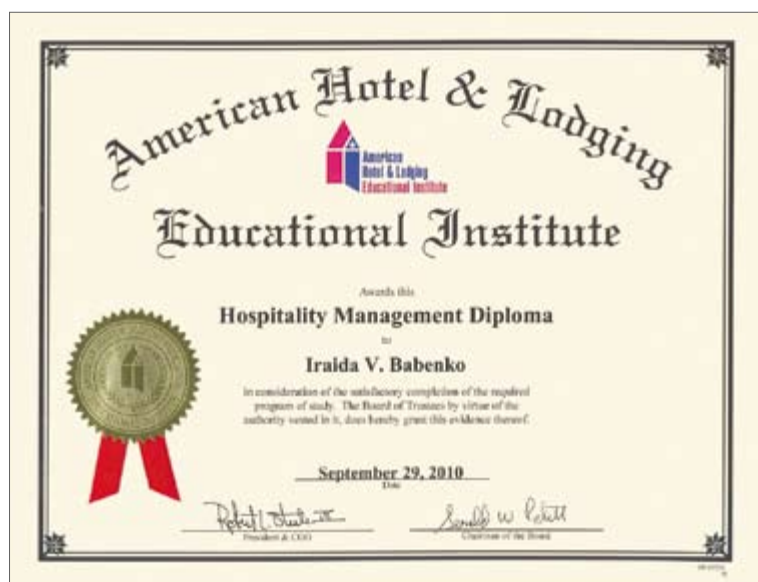 American Hotel & Lodging
American
Hotel & Lodging
Educational Institute
Educational Institute
Awards this
Hospitality Management Diploma
to
Iraida V. Babenko
in consideration of the satisfactory completion of the required
program of study. The Board of Trustees by virtue of the
authority vested in it, does hereby grant this evidence thereof.
September 29, 2010
Date
President & COO
Chairman of the Board